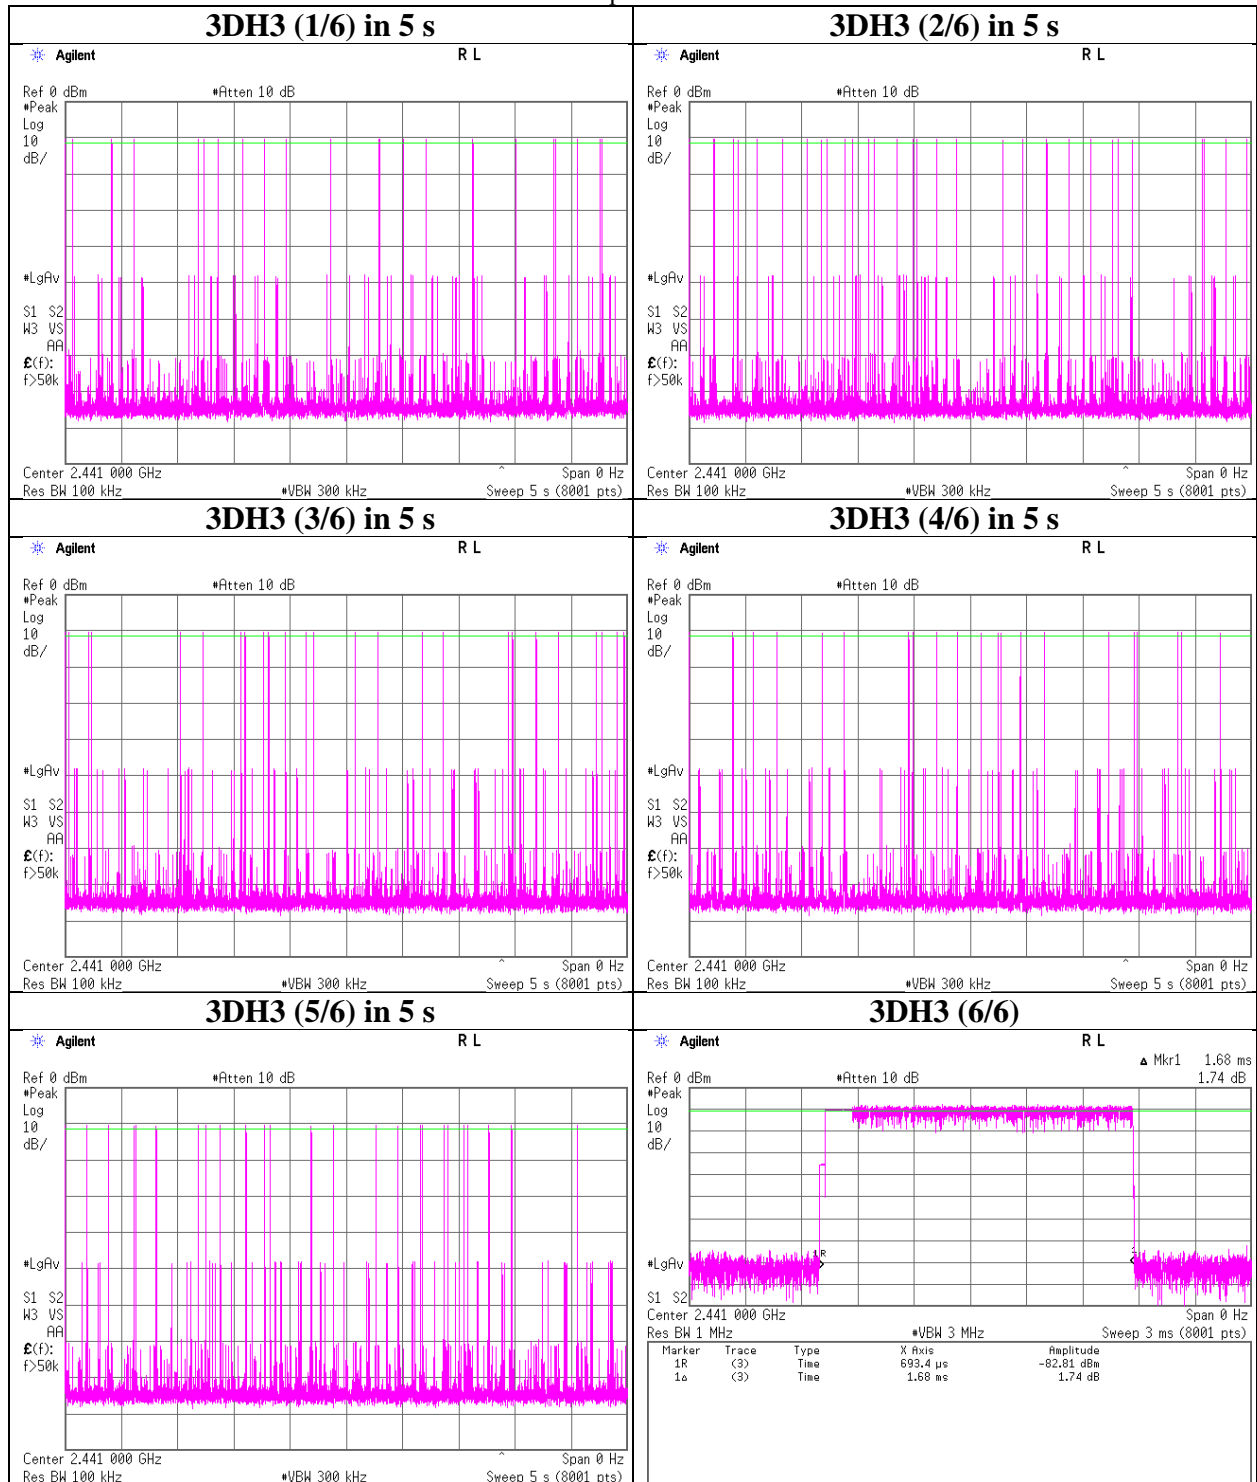 3DH3 (1/6) in 5 s
Agilent R L
Ref 0 dBm #Atten 10 dB
#Peak
Log
10
dB/
#LgAv
S1 S2
W3 VS
AA
£(f):
f>50k
Center 2.441 000 GHz Span 0 Hz
Res BW 100 kHz #VBW 300 kHz Sweep 5 s (8001 pts)
3DH3 (2/6) in 5 s
Agilent R L
Ref 0 dBm #Atten 10 dB
#Peak
Log
10
dB/
#LgAv
S1 S2
W3 VS
AA
£(f):
f>50k
Center 2.441 000 GHz Span 0 Hz
Res BW 100 kHz #VBW 300 kHz Sweep 5 s (8001 pts)
3DH3 (3/6) in 5 s
Agilent R L
Ref 0 dBm #Atten 10 dB
#Peak
Log
10
dB/
#LgAv
S1 S2
W3 VS
AA
£(f):
f>50k
Center 2.441 000 GHz Span 0 Hz
Res BW 100 kHz #VBW 300 kHz Sweep 5 s (8001 pts)
3DH3 (4/6) in 5 s
Agilent R L
Ref 0 dBm #Atten 10 dB
#Peak
Log
10
dB/
#LgAv
S1 S2
W3 VS
AA
£(f):
f>50k
Center 2.441 000 GHz Span 0 Hz
Res BW 100 kHz #VBW 300 kHz Sweep 5 s (8001 pts)
3DH3 (5/6) in 5 s
Agilent R L
Ref 0 dBm #Atten 10 dB
#Peak
Log
10
dB/
#LgAv
S1 S2
W3 VS
AA
£(f):
f>50k
Center 2.441 000 GHz Span 0 Hz
Res BW 100 kHz #VBW 300 kHz Sweep 5 s (8001 pts)
3DH3 (6/6)
Agilent R L
Δ Mkr1 1.68 ms
Ref 0 dBm #Atten 10 dB 1.74 dB
#Peak
Log
10
dB/
1R
#LgAv
S1 S2
Center 2.441 000 GHz Span 0 Hz
Res BW 1 MHz #VBW 3 MHz Sweep 3 ms (8001 pts)
Marker Trace Type X Axis Amplitude
1R (3) Time 693.4 µs -82.81 dBm
1Δ (3) Time 1.68 ms 1.74 dB